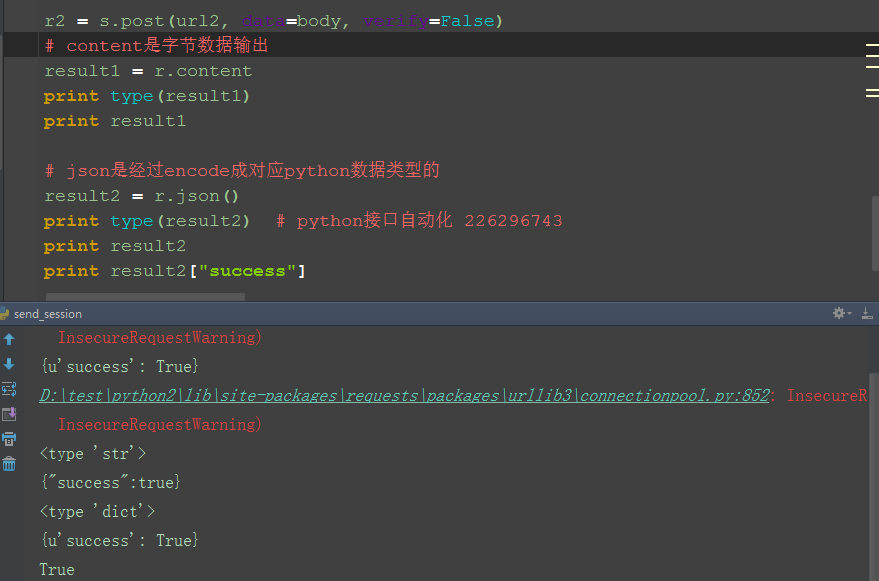 r2 = s.post(url2, data=body, verify=False)
# content是字节数据输出
result1 = r.content
print type(result1)
print result1
# json是经过encode成对应python数据类型的
result2 = r.json()
print type(result2)  # python接口自动化 226296743
print result2
print result2["success"]
send_session
InsecureRequestWarning)
{u'success': True}
D:\test\python2\lib\site-packages\requests\packages\urllib3\connectionpool.py:852: InsecureR
InsecureRequestWarning)
<type 'str'>
{"success":true}
<type 'dict'>
{u'success': True}
True